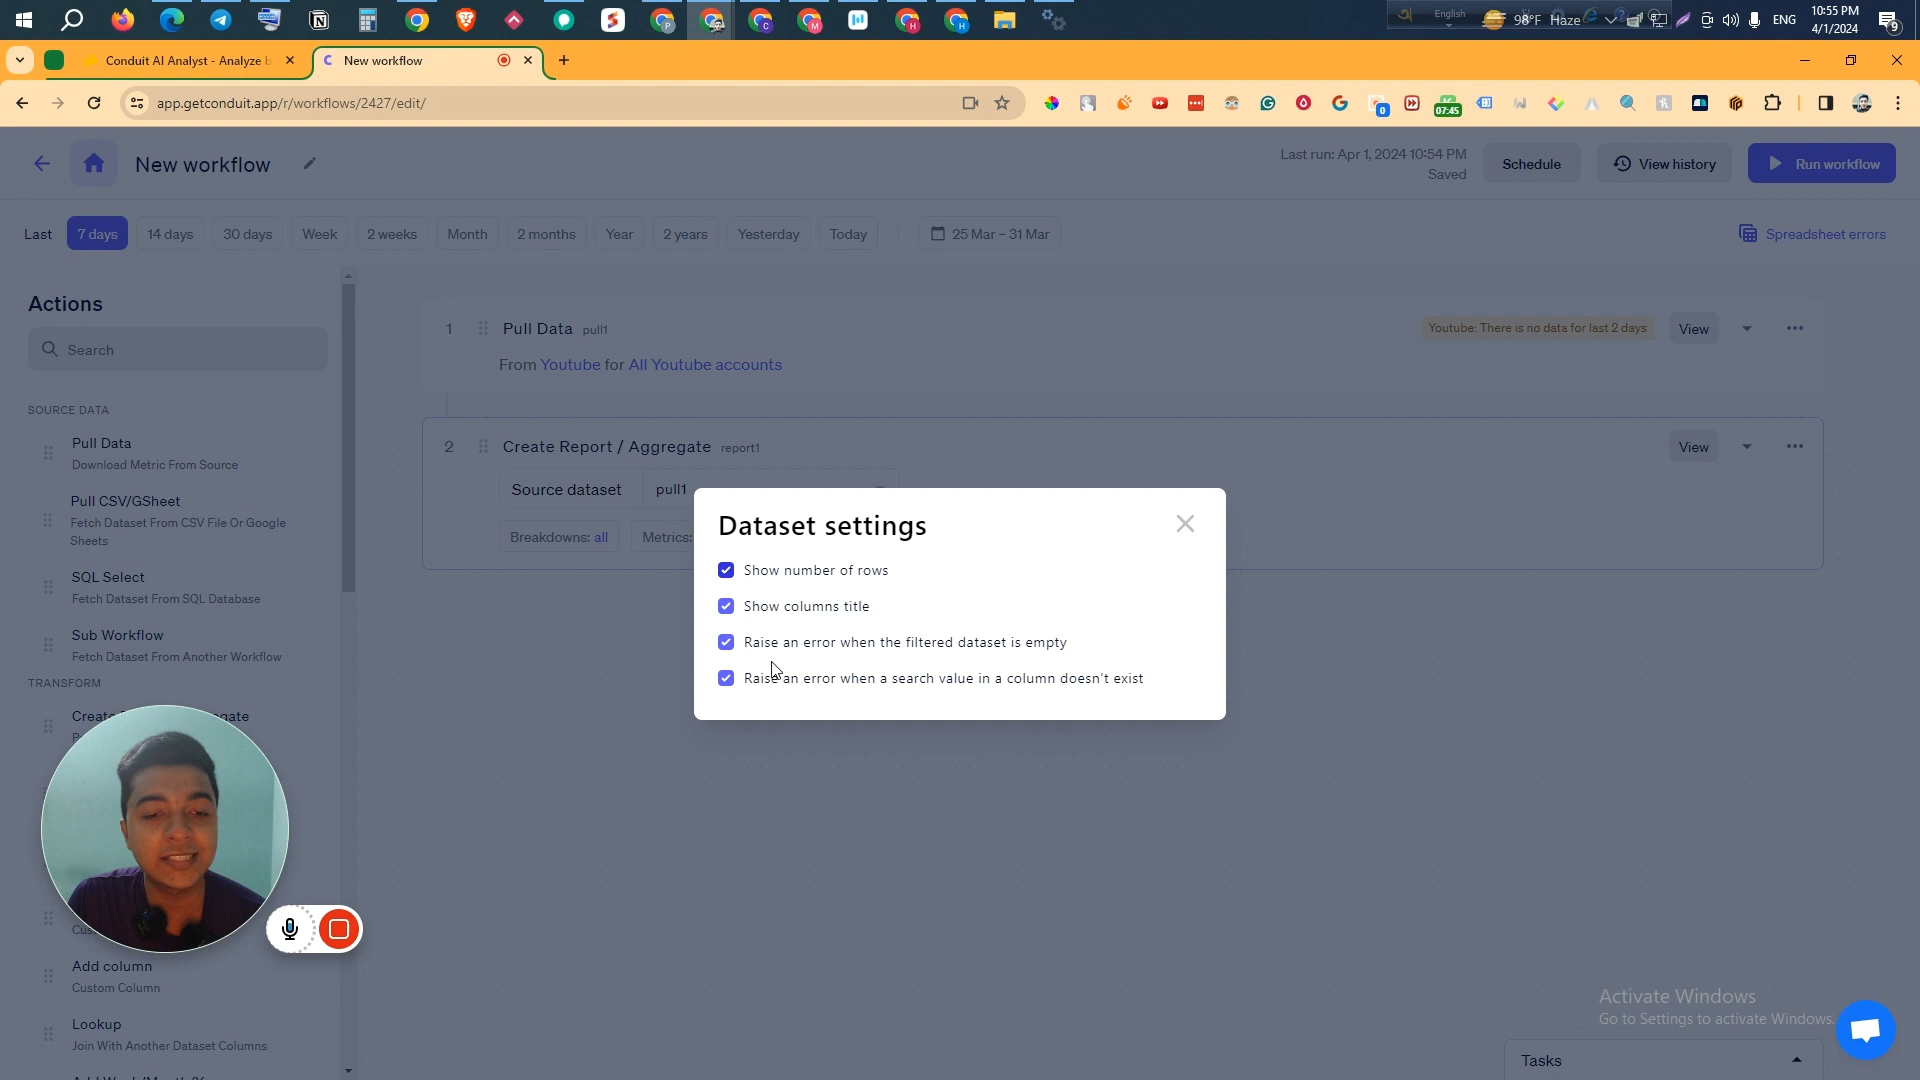 English
98°F Haze
ENG
10:55 PM
4/1/2024
9
Conduit AI Analyst - Analyze b
New workflow
app.getconduit.app/r/workflows/2427/edit/
0
07:45
New workflow
Last run: Apr 1, 2024 10:54 PM
Saved
Schedule
View history
Run workflow
Last
7 days
14 days
30 days
Week
2 weeks
Month
2 months
Year
2 years
Yesterday
Today
25 Mar – 31 Mar
Spreadsheet errors
Actions
Search
SOURCE DATA
Pull Data
Download Metric From Source
Pull CSV/GSheet
Fetch Dataset From CSV File Or Google
Sheets
SQL Select
Fetch Dataset From SQL Database
Sub Workflow
Fetch Dataset From Another Workflow
TRANSFORM
Add column
Custom Column
Lookup
Join With Another Dataset Columns
1 Pull Data pull1
Youtube: There is no data for last 2 days
View
From Youtube for All Youtube accounts
2 Create Report / Aggregate report1
View
Source dataset pull1
Breakdowns: all
Metrics:
Dataset settings
Show number of rows
Show columns title
Raise an error when the filtered dataset is empty
Raise an error when a search value in a column doesn't exist
Activate Windows
Go to Settings to activate Windows.
Tasks